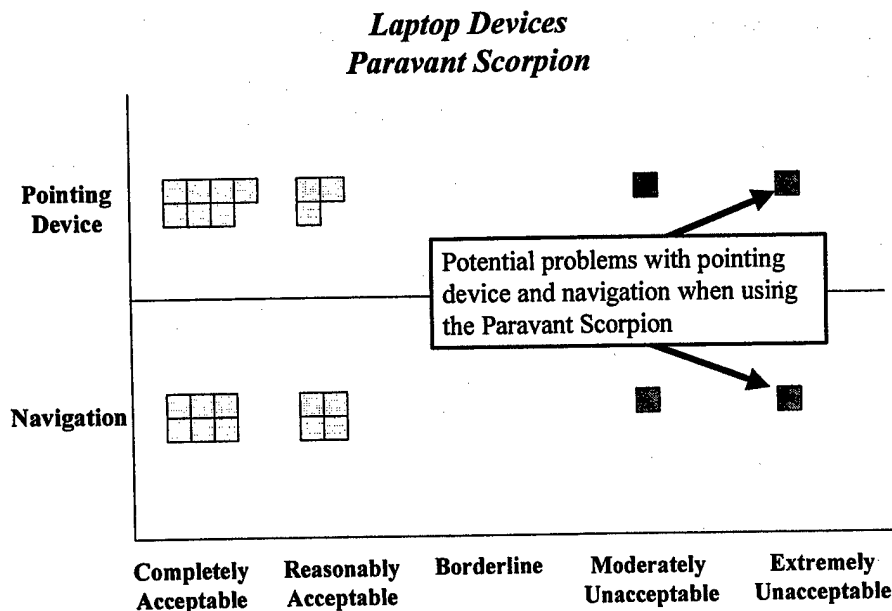 Laptop Devices
Paravant Scorpion
Pointing
Device
Potential problems with pointing
device and navigation when using
the Paravant Scorpion
Navigation
Completely
Acceptable
Reasonably
Acceptable
Borderline
Moderately
Unacceptable
Extremely
Unacceptable